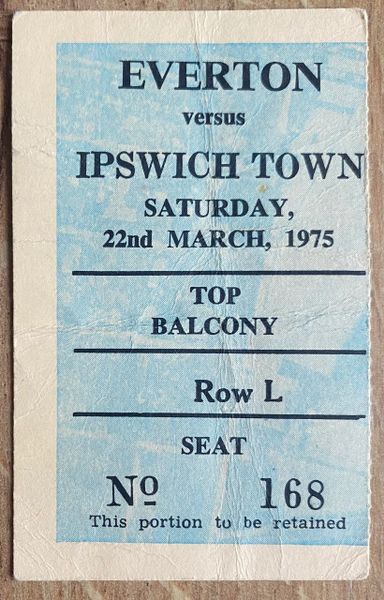 EVERTON
versus
IPSWICH TOWN
SATURDAY,
22nd MARCH, 1975
TOP
BALCONY
Row L
SEAT
Nº 168
This portion to be retained